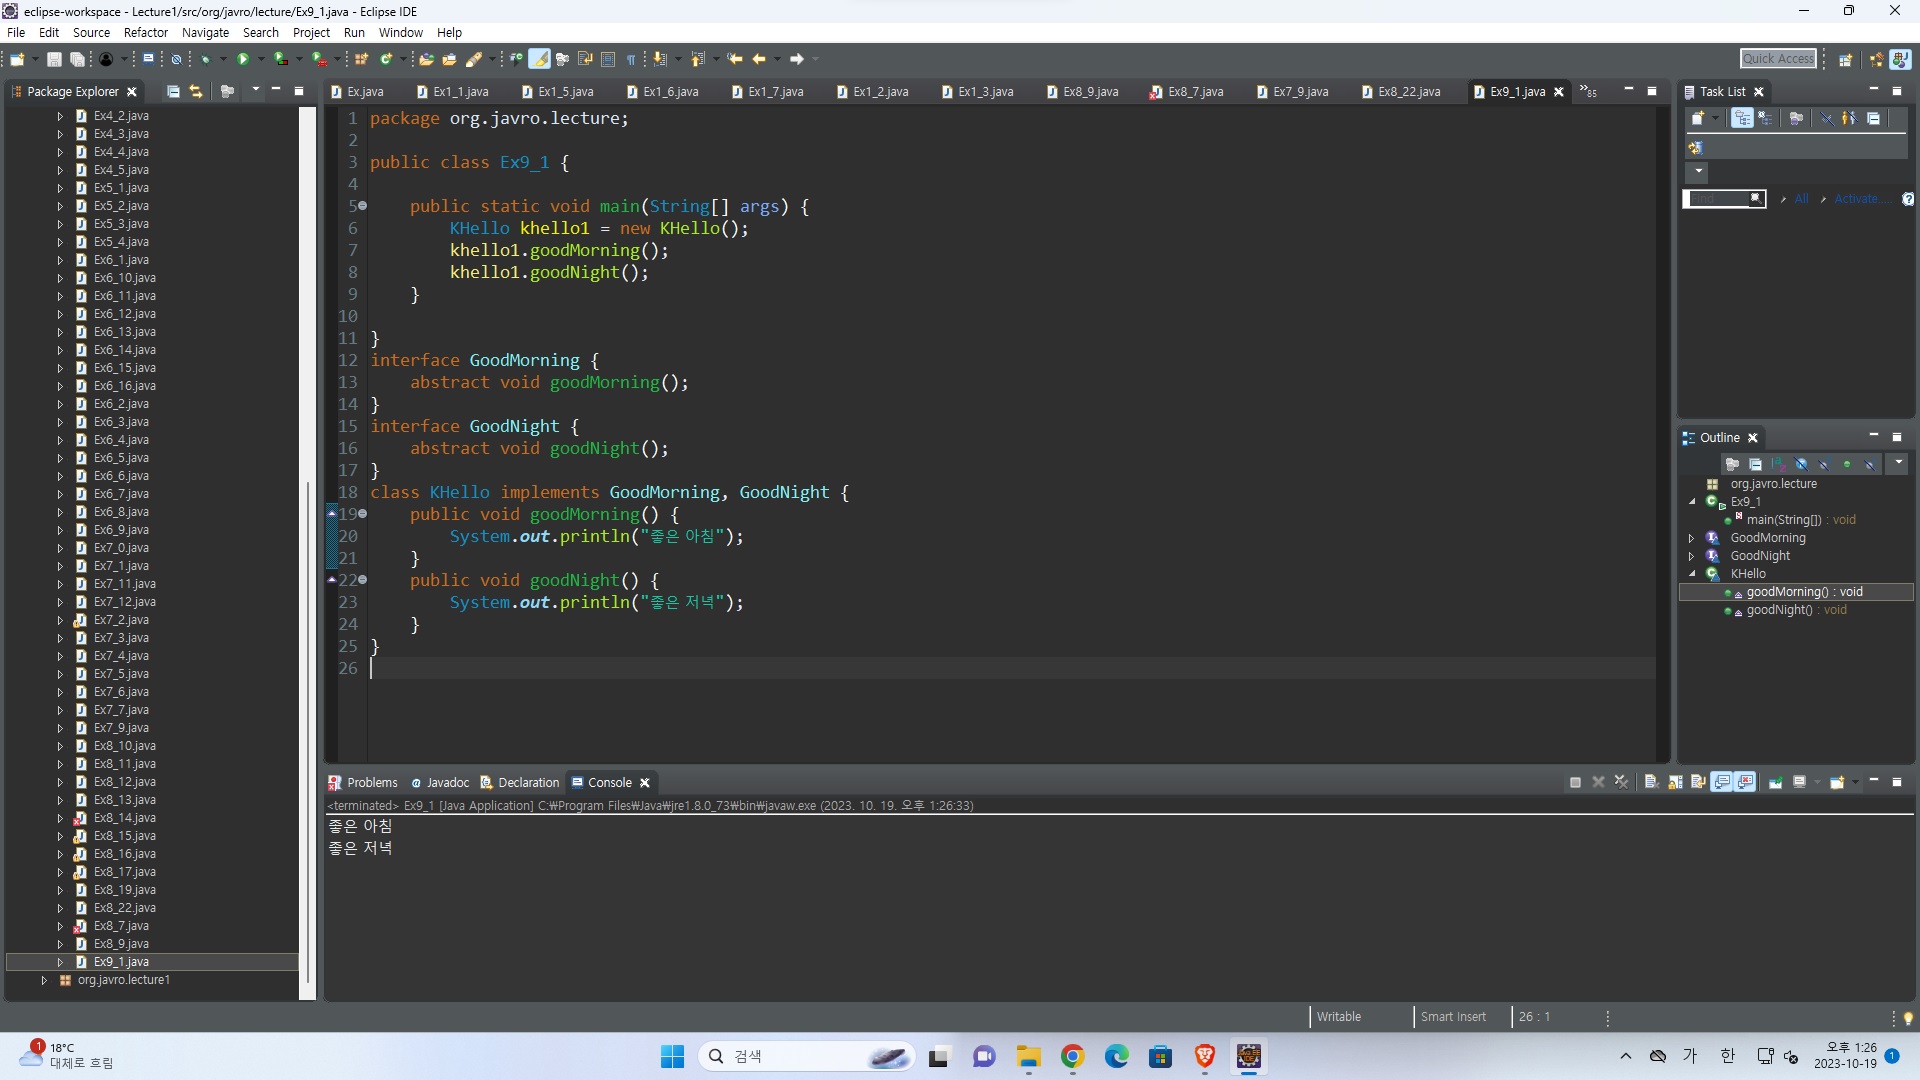 eclipse-workspace - Lecture1/src/org/javro/lecture/Ex9_1.java - Eclipse IDE
File Edit Source Refactor Navigate Search Project Run Window Help
Quick Access
Package Explorer
Ex4_2.java
Ex4_3.java
Ex4_4.java
Ex4_5.java
Ex5_1.java
Ex5_2.java
Ex5_3.java
Ex5_4.java
Ex6_1.java
Ex6_10.java
Ex6_11.java
Ex6_12.java
Ex6_13.java
Ex6_14.java
Ex6_15.java
Ex6_16.java
Ex6_2.java
Ex6_3.java
Ex6_4.java
Ex6_5.java
Ex6_6.java
Ex6_7.java
Ex6_8.java
Ex6_9.java
Ex7_0.java
Ex7_1.java
Ex7_11.java
Ex7_12.java
Ex7_2.java
Ex7_3.java
Ex7_4.java
Ex7_5.java
Ex7_6.java
Ex7_7.java
Ex7_9.java
Ex8_10.java
Ex8_11.java
Ex8_12.java
Ex8_13.java
Ex8_14.java
Ex8_15.java
Ex8_16.java
Ex8_17.java
Ex8_19.java
Ex8_22.java
Ex8_7.java
Ex8_9.java
Ex9_1.java
org.javro.lecture1
Ex.java Ex1_1.java Ex1_5.java Ex1_6.java Ex1_7.java Ex1_2.java Ex1_3.java Ex8_9.java Ex8_7.java Ex7_9.java Ex8_22.java Ex9_1.java »85
1 package org.javro.lecture;
2
3 public class Ex9_1 {
4
5 public static void main(String[] args) {
6 KHello khello1 = new KHello();
7 khello1.goodMorning();
8 khello1.goodNight();
9 }
10
11 }
12 interface GoodMorning {
13 abstract void goodMorning();
14 }
15 interface GoodNight {
16 abstract void goodNight();
17 }
18 class KHello implements GoodMorning, GoodNight {
19 public void goodMorning() {
20 System.out.println("좋은 아침");
21 }
22 public void goodNight() {
23 System.out.println("좋은 저녁");
24 }
25 }
26
Task List
Find All Activate...
Outline
org.javro.lecture
Ex9_1
main(String[]) : void
GoodMorning
GoodNight
KHello
goodMorning() : void
goodNight() : void
Problems Javadoc Declaration Console
<terminated> Ex9_1 [Java Application] C:₩Program Files₩Java₩jre1.8.0_73₩bin₩javaw.exe (2023. 10. 19. 오후 1:26:33)
좋은 아침
좋은 저녁
Writable Smart Insert 26 : 1
1
18°C
대체로 흐림
검색
가 한
오후 1:26
2023-10-19
1